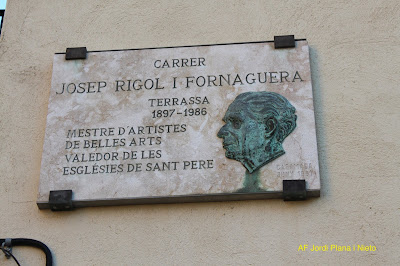 CARRER
JOSEP RIGOL I FORNAGUERA
TERRASSA
1897-1986
MESTRE D'ARTISTES
DE BELLES ARTS
VALEDOR DE LES
ESGLÉSIES DE SANT PERE
AF Jordi Plana i Nieto